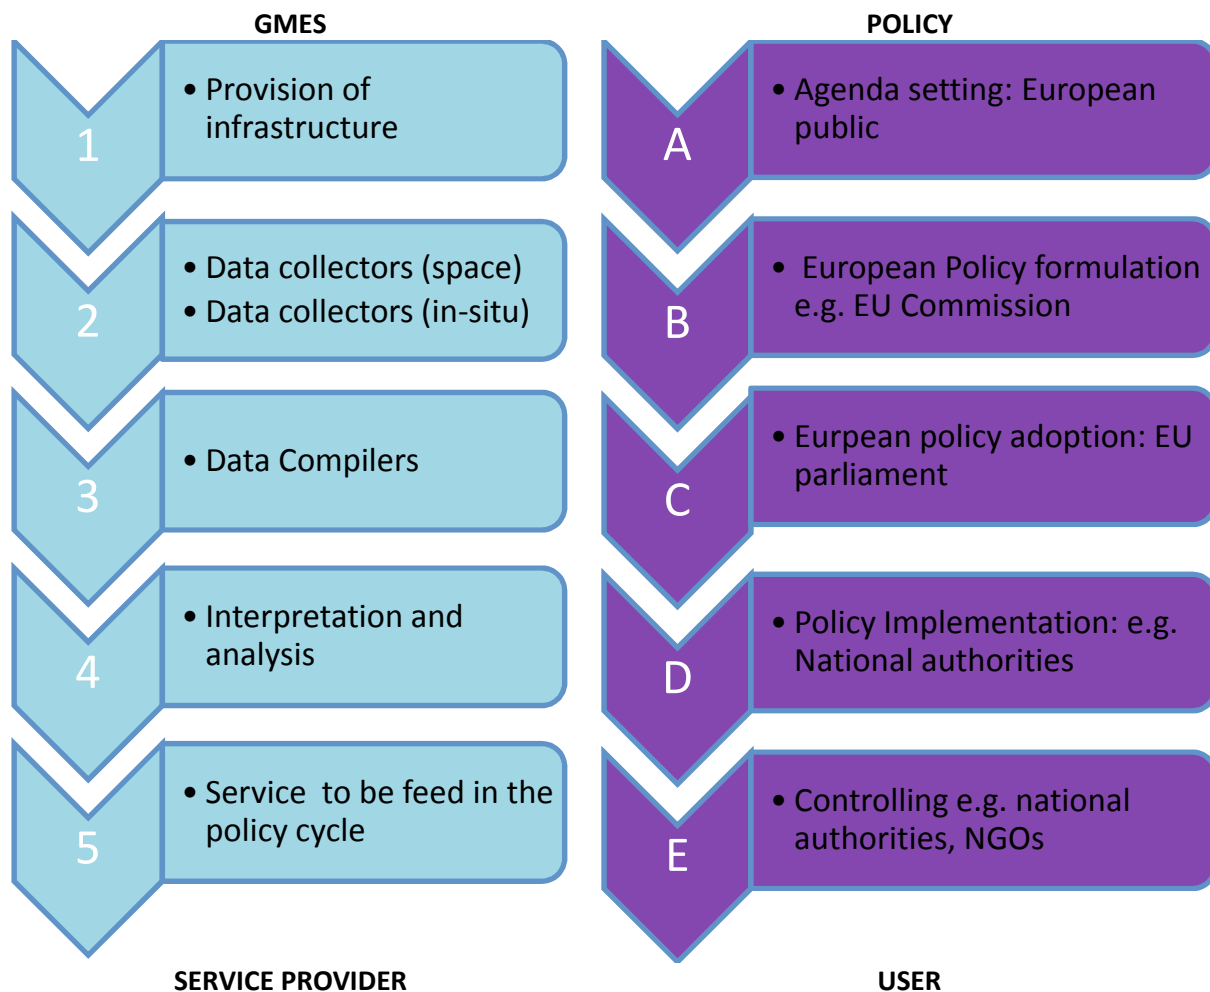 GMES
1
• Provision of
infrastructure
2
• Data collectors (space)
• Data collectors (in-situ)
3
• Data Compilers
4
• Interpretation and
analysis
5
• Service to be feed in the
policy cycle
SERVICE PROVIDER
POLICY
A
• Agenda setting: European
public
B
• European Policy formulation
e.g. EU Commission
C
• Eurpean policy adoption: EU
parliament
D
• Policy Implementation: e.g.
National authorities
E
• Controlling e.g. national
authorities, NGOs
USER